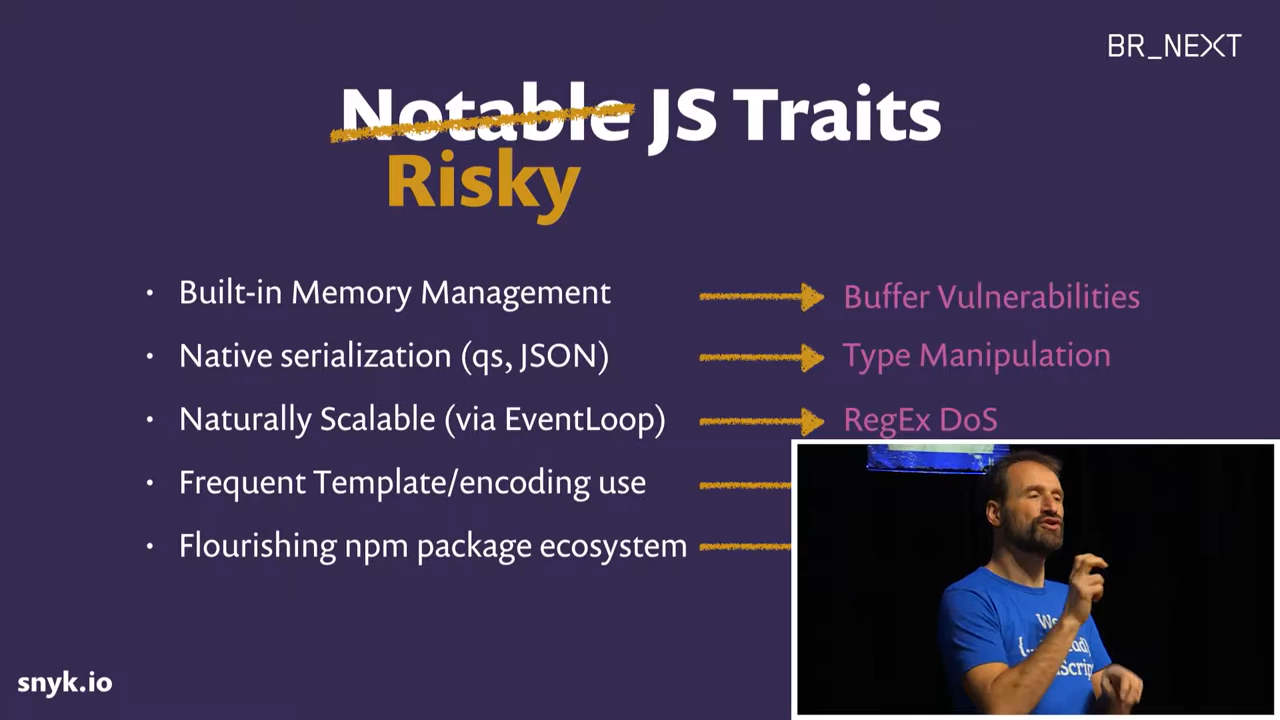 BR_NEXT
Notable JS Traits
Risky
• Built-in Memory Management Buffer Vulnerabilities
• Native serialization (qs, JSON) Type Manipulation
• Naturally Scalable (via EventLoop) RegEx DoS
• Frequent Template/encoding use
• Flourishing npm package ecosystem
snyk.io